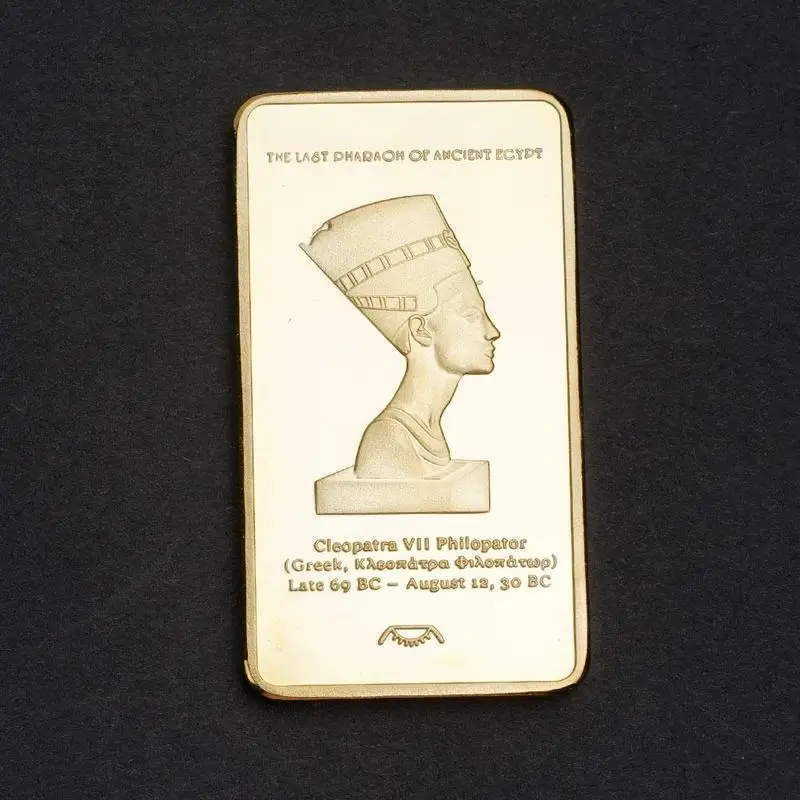 THE LAST PHARAOH OF ANCIENT EGYPT
Cleopatra VII Philopator
(Greek, Κλεοπάτρα Φιλοπάτωρ)
Late 69 BC – August 12, 30 BC